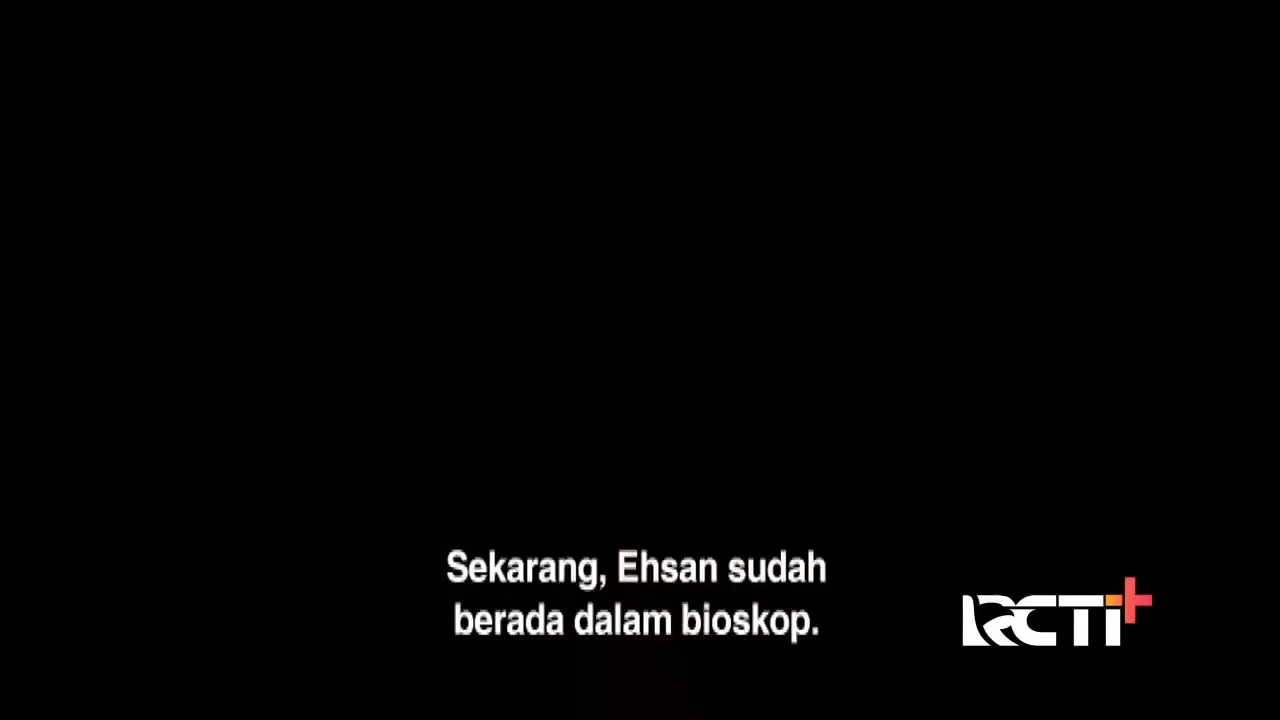 Sekarang, Ehsan sudah
berada dalam bioskop.
RCTI+